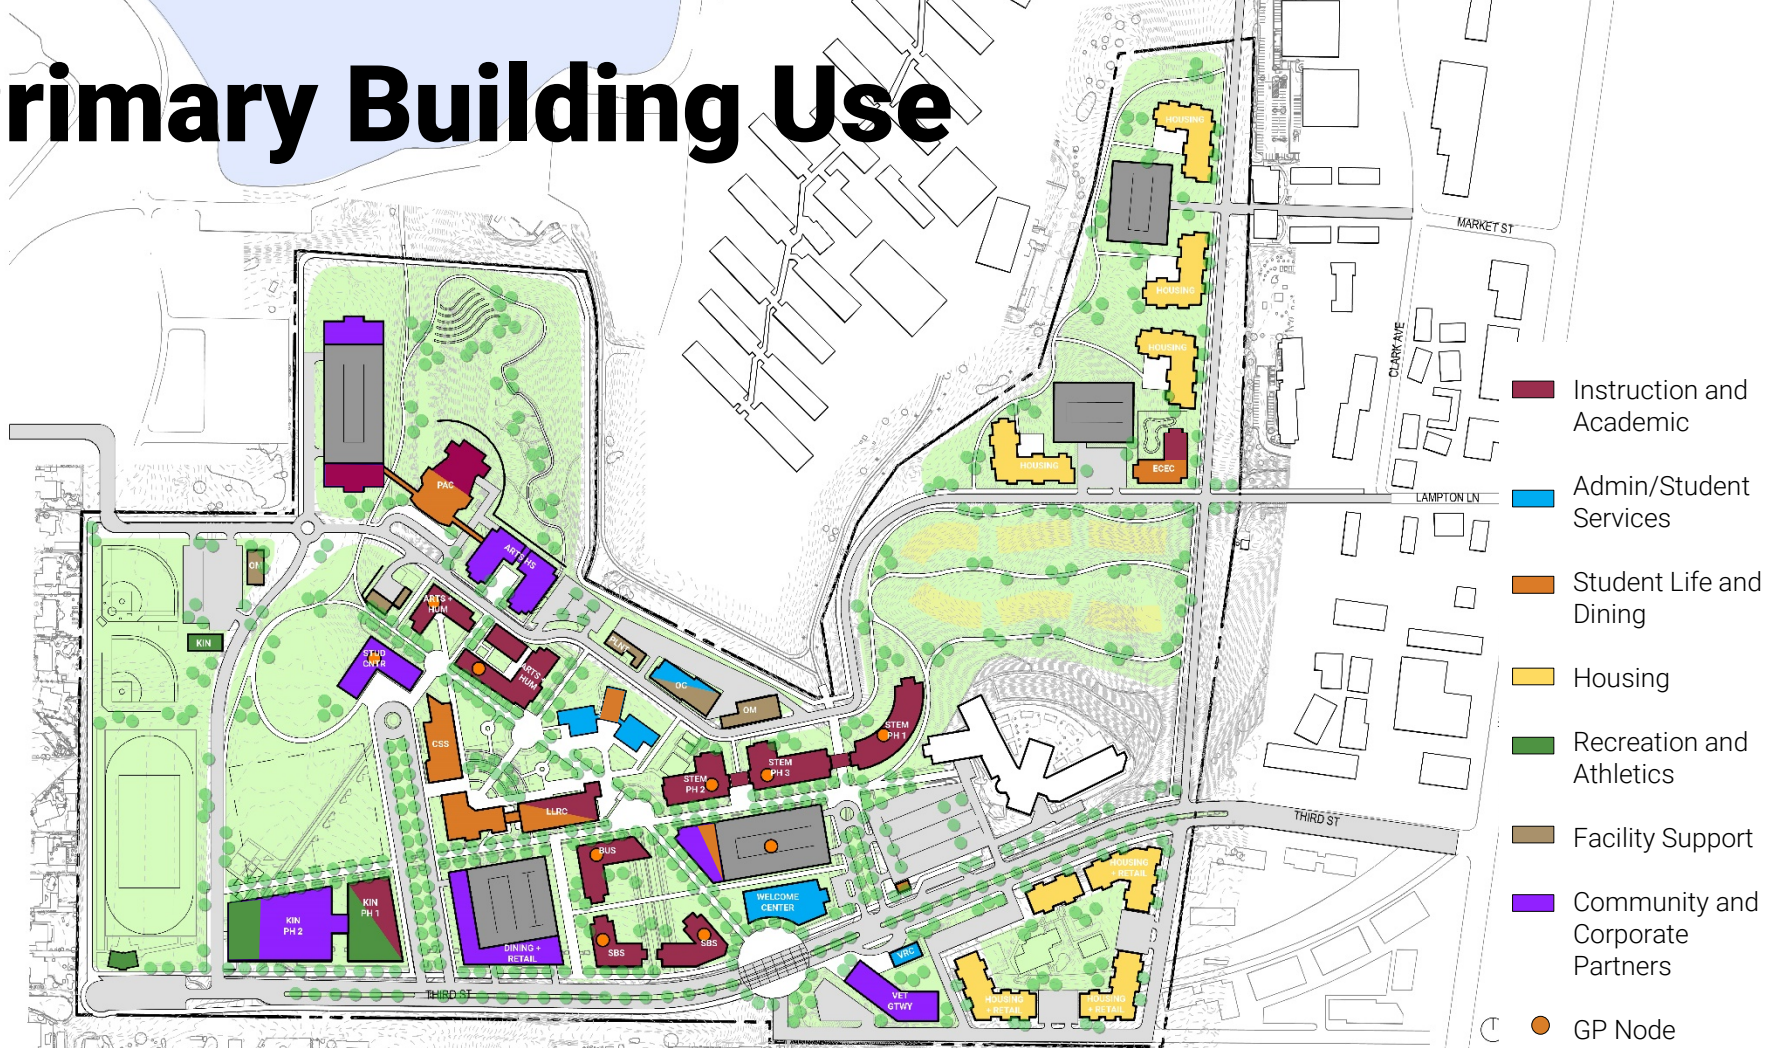 rimary Building Use
HOUSING
MARKET ST
HOUSING
HOUSING
CLARK AVE
HOUSING
ECEC
LAMPTON LN
PAC
ARTS HS
OM
ARTS +
HUM
KIN
STUD
CNTR
PLNT
ARTS +
HUM
OC
OM
CSS
STEM
PH 1
STEM
PH 3
STEM
PH 2
LLRC
THIRD ST
BUS
HOUSING
+ RETAIL
KIN
PH 1
KIN
PH 2
WELCOME
CENTER
DINING +
RETAIL
SBS
SBS
VRC
THIRD ST
VET
GTWY
HOUSING
+ RETAIL
HOUSING
+ RETAIL
Instruction and
Academic
Admin/Student
Services
Student Life and
Dining
Housing
Recreation and
Athletics
Facility Support
Community and
Corporate
Partners
GP Node